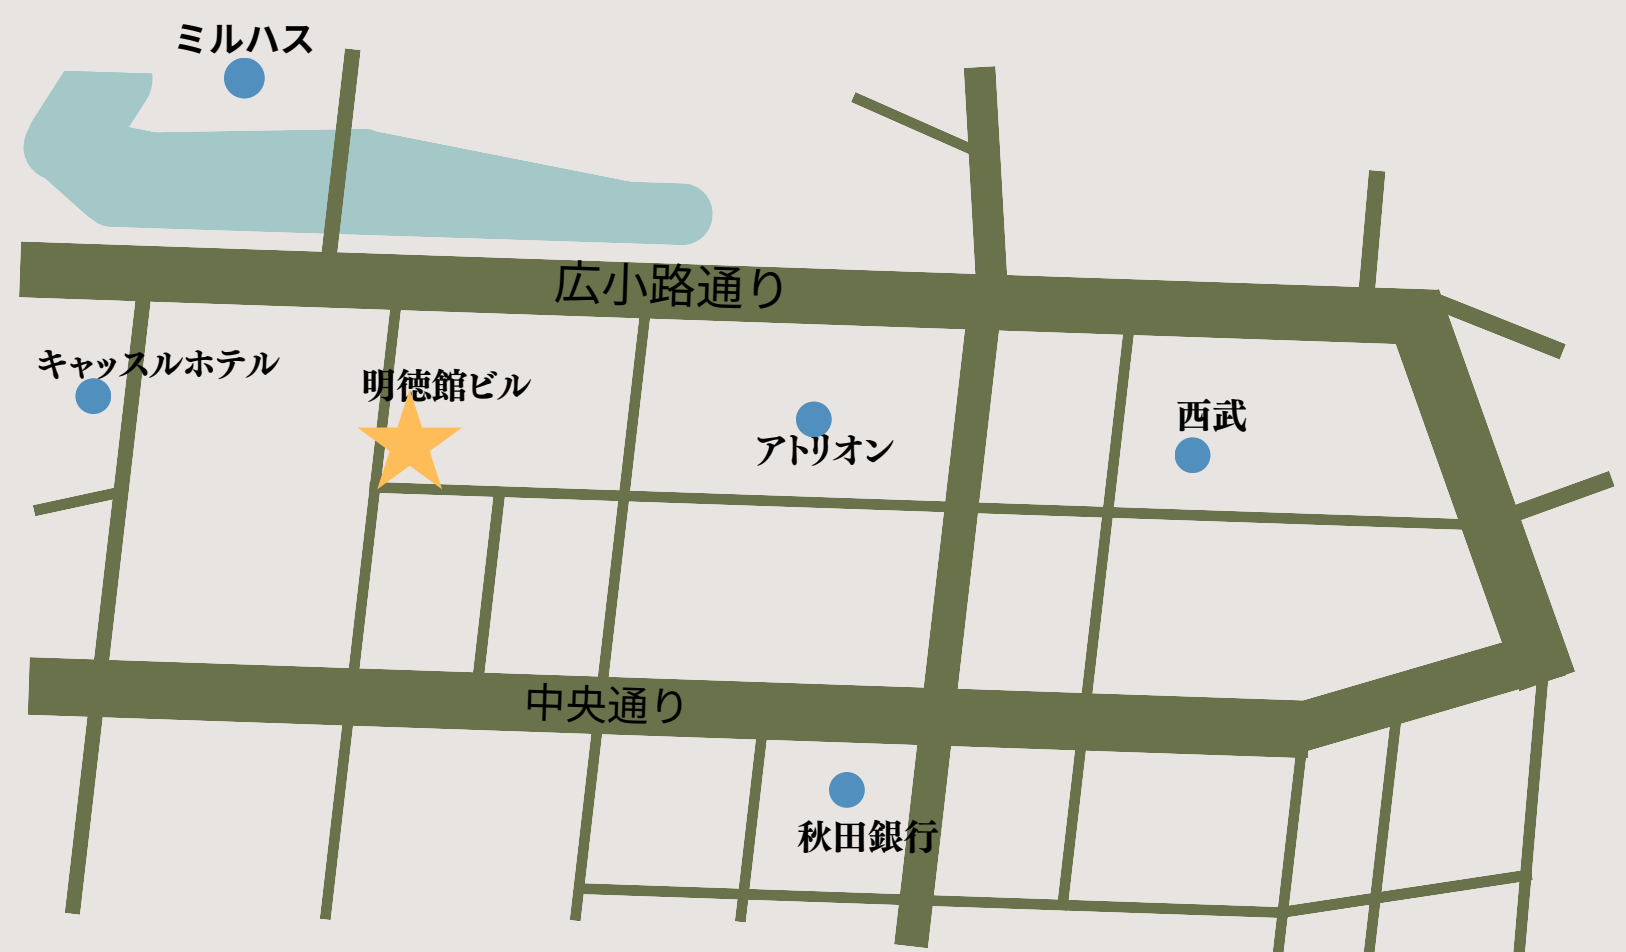 ミルハス
広小路通り
キャッスルホテル
明徳館ビル
アトリオン
西武
中央通り
秋田銀行